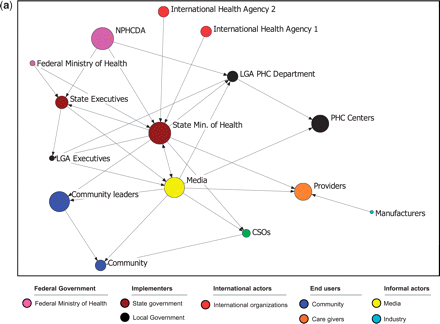 (a)
International Health Agency 2
NPHCDA
International Health Agency 1
Federal Ministry of Health
LGA PHC Department
State Executives
PHC Centers
State Min. of Health
LGA Executives
Media
Community leaders
Providers
Manufacturers
CSOs
Community
Federal Government Implementers International actors End users Informal actors
Federal Ministry of Health State government International organizations Community Media
Local Government Care givers Industry